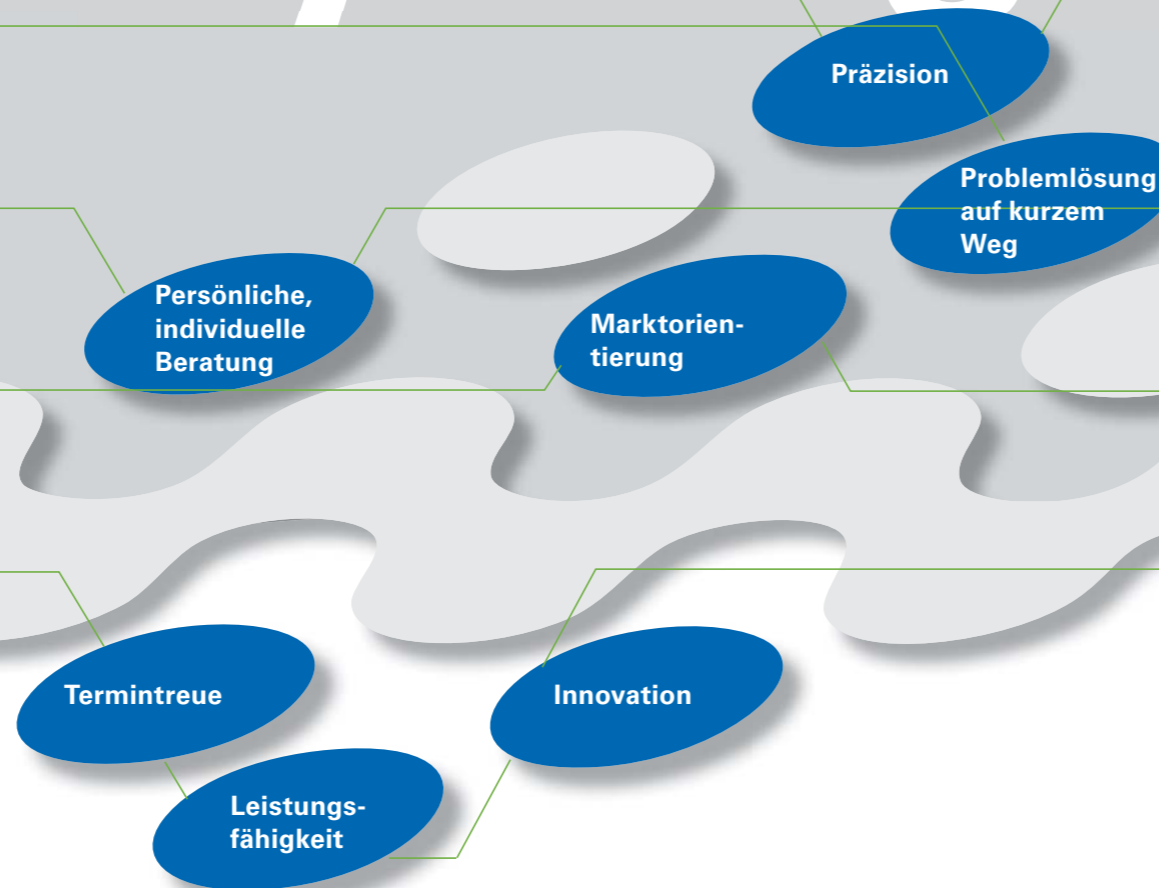 Präzision
Problemlösung
auf kurzem
Weg
Persönliche,
individuelle
Beratung
Marktorien-
tierung
Termintreue
Innovation
Leistungs-
fähigkeit